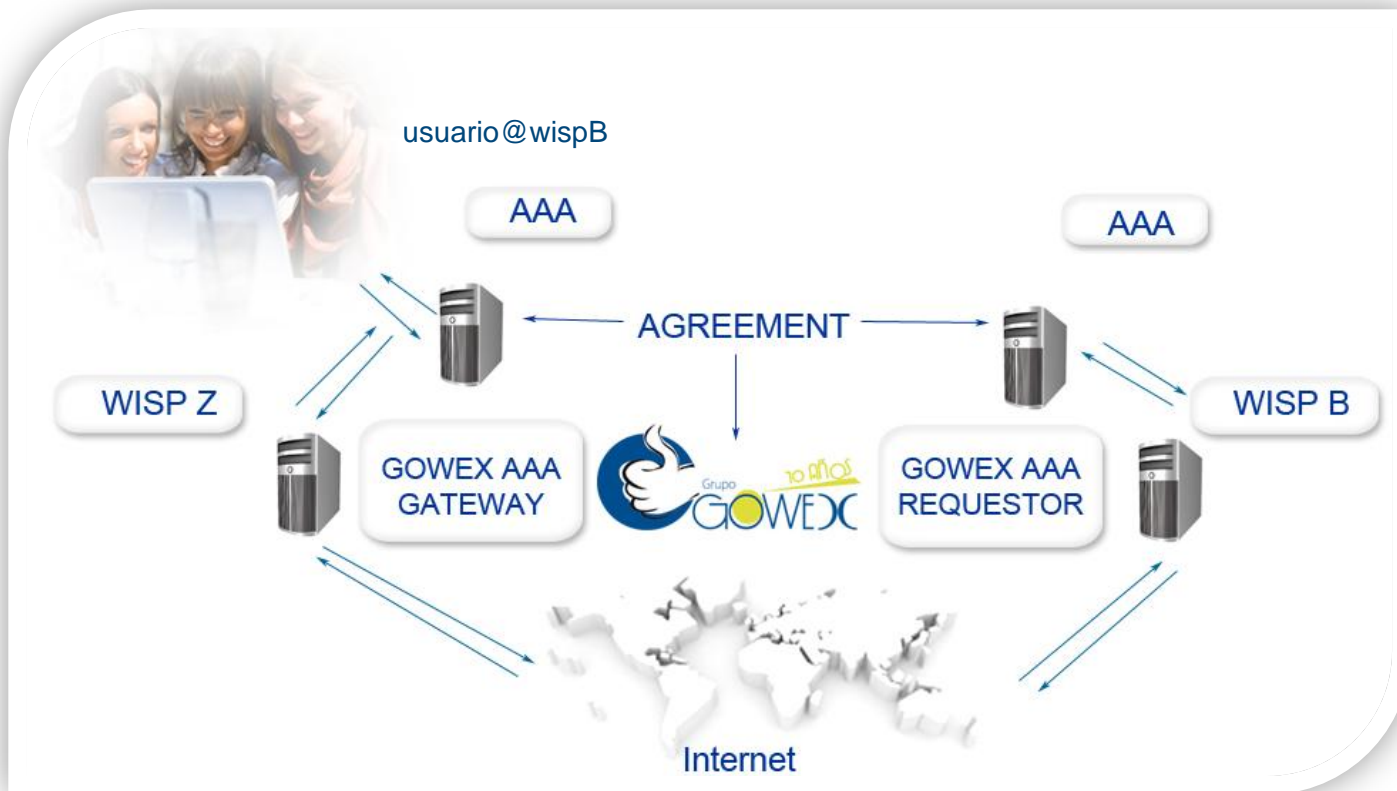 usuario@wispB
AAA
AAA
AGREEMENT
WISP Z
WISP B
GOWEX AAA
GATEWAY
Grupo
GOWEX
10 AÑOS
GOWEX AAA
REQUESTOR
Internet